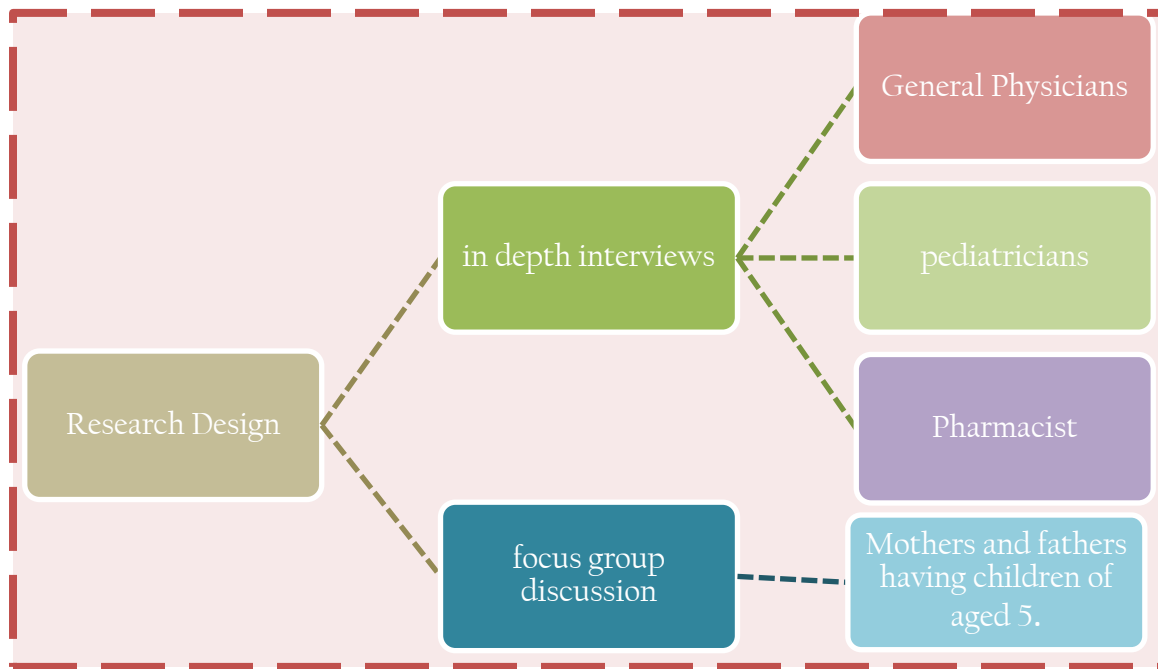 Research Design
in depth interviews
General Physicians
pediatricians
Pharmacist
focus group
discussion
Mothers and fathers
having children of
aged 5.